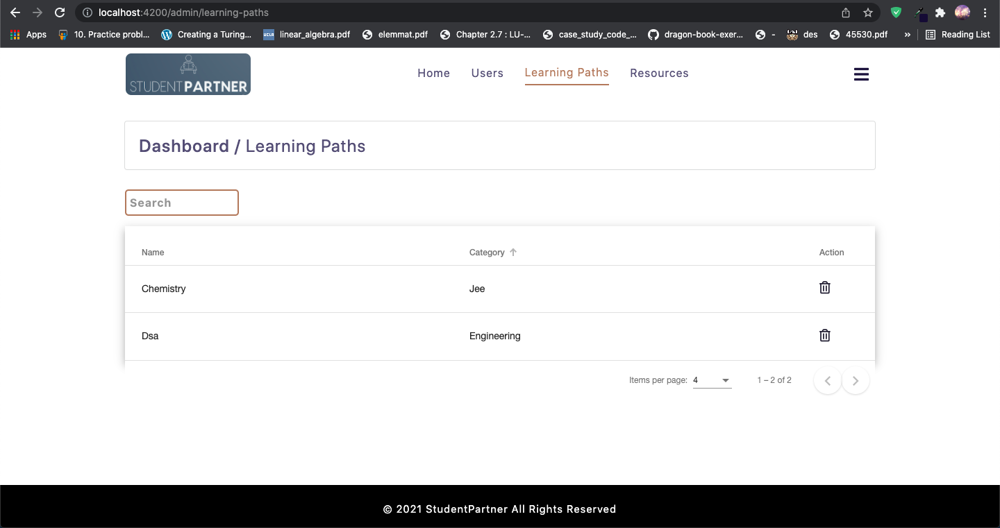 localhost:4200/admin/learning-paths
Apps 10. Practice probl... Creating a Turing... UCLR linear_algebra.pdf elemmat.pdf Chapter 2.7 : LU-... case_study_code_... dragon-book-exer... - des 45530.pdf » Reading List
STUDENTPARTNER Home Users Learning Paths Resources
Dashboard / Learning Paths
Search
Name Category Action
Chemistry Jee
Dsa Engineering
Items per page: 4 1 – 2 of 2
© 2021 StudentPartner All Rights Reserved